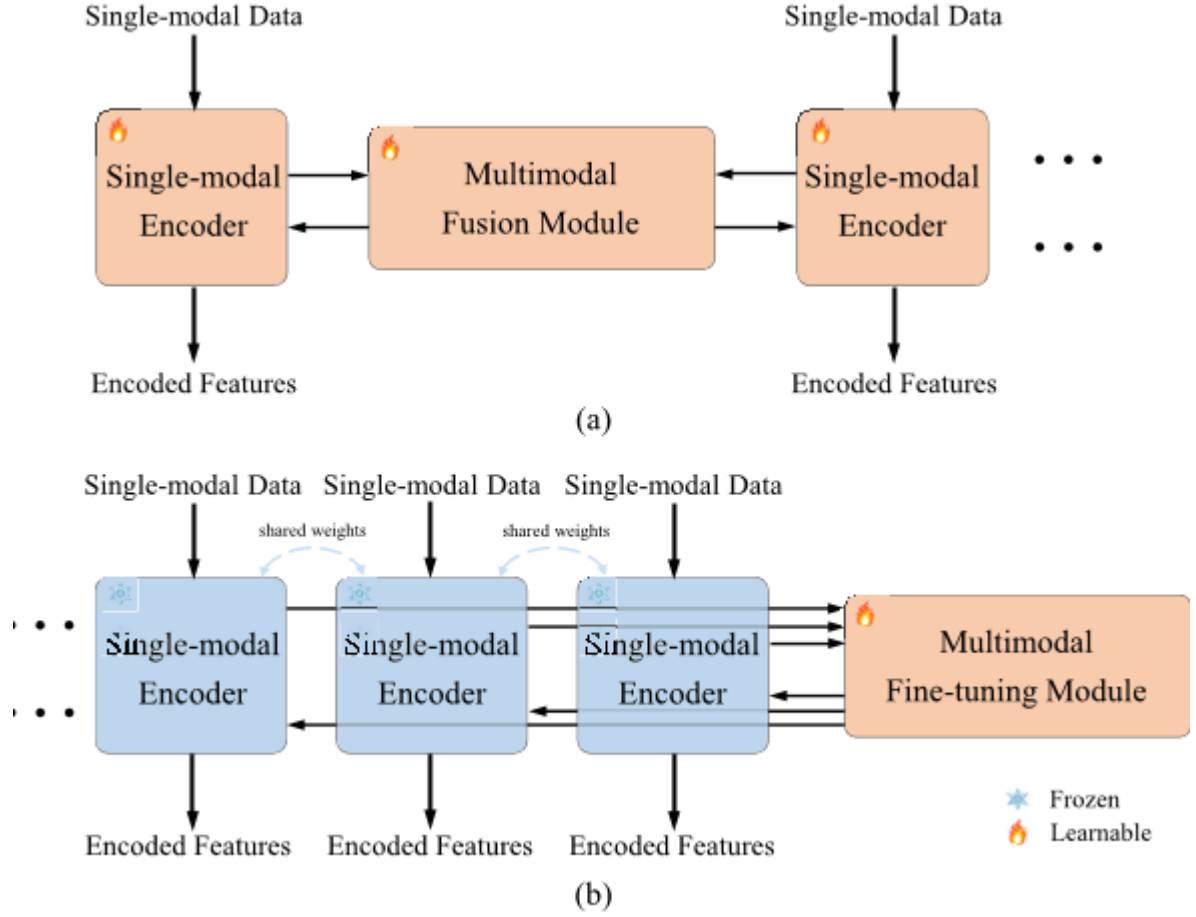 Single-modal Data
Single-modal Data
Single-modal
Encoder
Multimodal
Fusion Module
Single-modal
Encoder
Encoded Features
Encoded Features
(a)
Single-modal Data
Single-modal Data
Single-modal Data
shared weights
shared weights
Single-modal
Encoder
Single-modal
Encoder
Single-modal
Encoder
Multimodal
Fine-tuning Module
Frozen
Learnable
Encoded Features
Encoded Features
Encoded Features
(b)